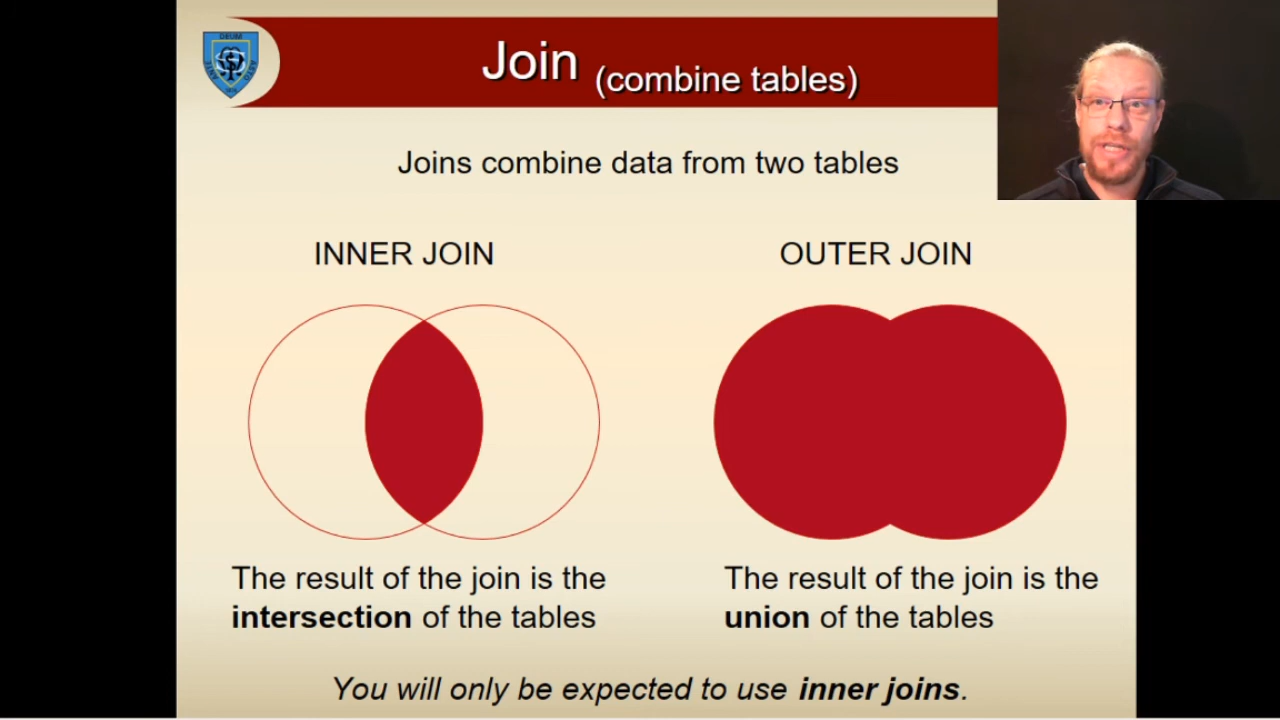 Join (combine tables)
Joins combine data from two tables
INNER JOIN
OUTER JOIN
The result of the join is the
intersection of the tables
The result of the join is the
union of the tables
You will only be expected to use inner joins.